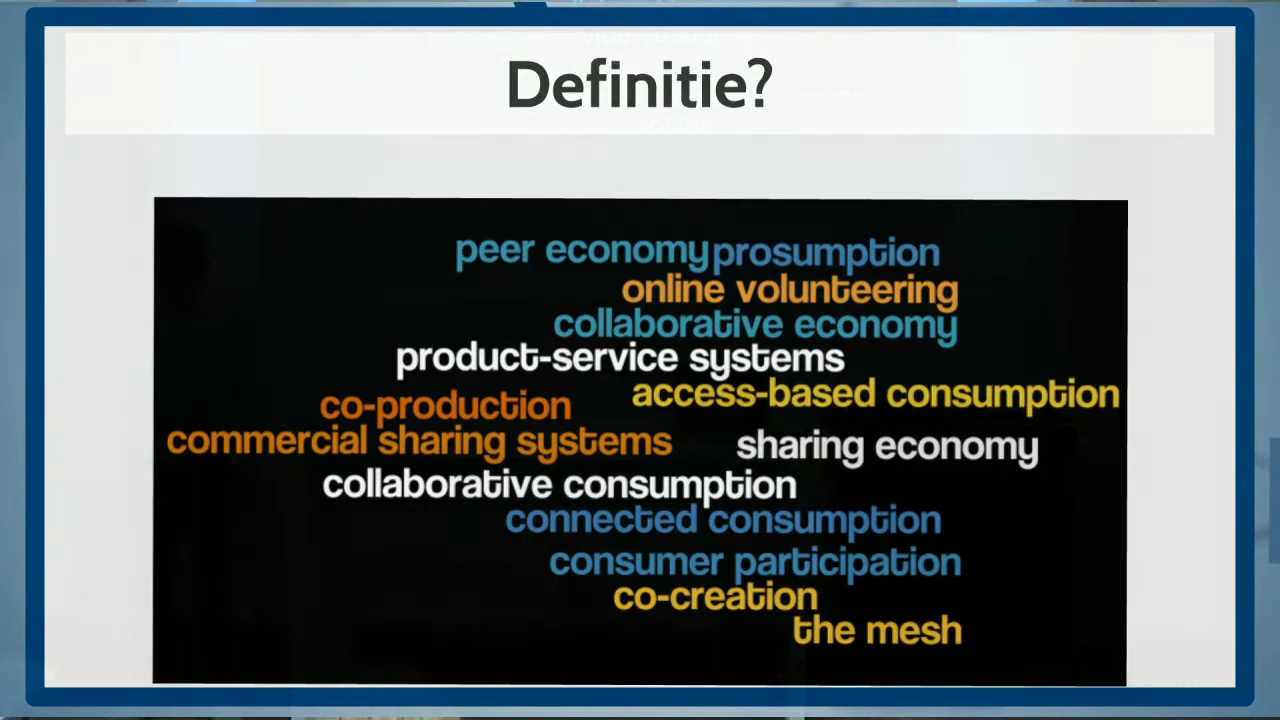 Definitie?
peer economy prosumption
online volunteering
collaborative economy
product-service systems
access-based consumption
co-production
commercial sharing systems
sharing economy
collaborative consumption
connected consumption
consumer participation
co-creation
the mesh